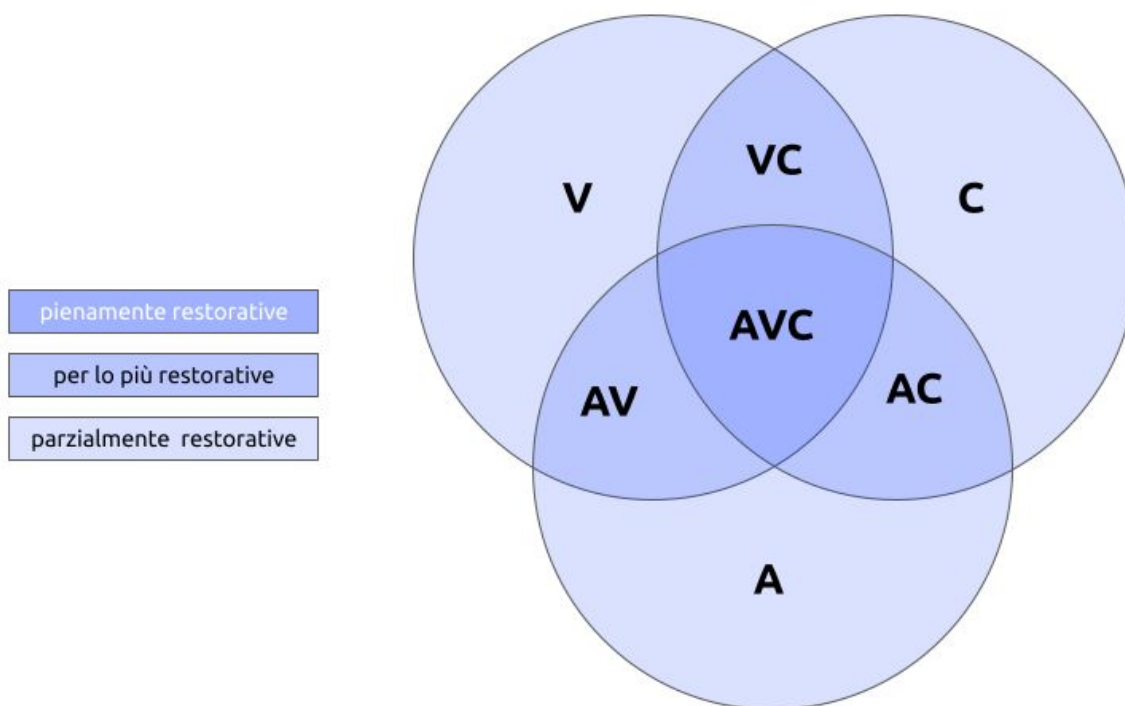 VC
V
C
pienamente restorative
AVC
per lo più restorative
AV
AC
parzialmente restorative
A